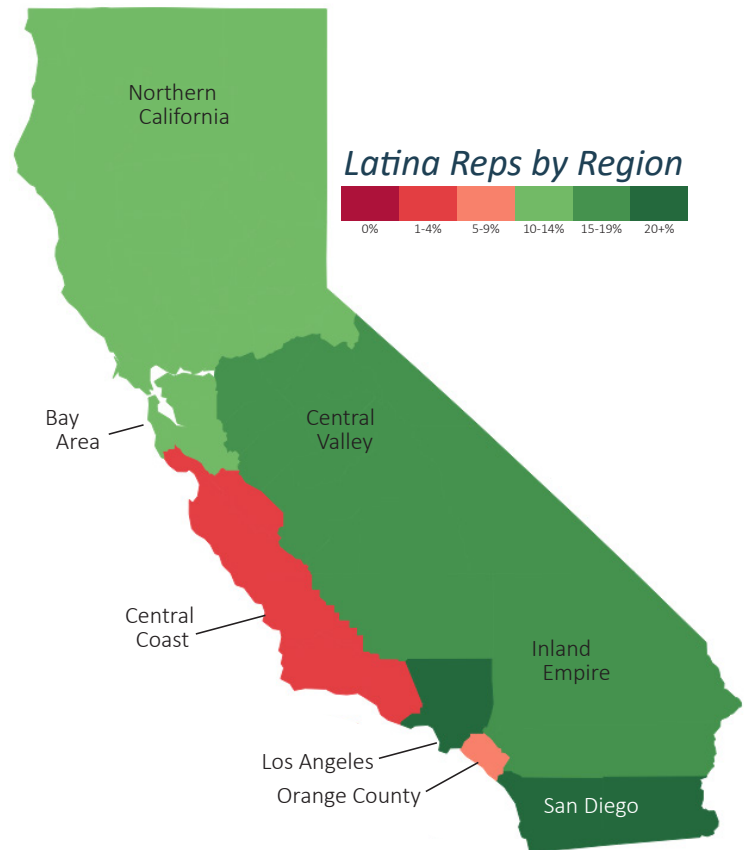 Northern
California
Latina Reps by Region
0% 1-4% 5-9% 10-14% 15-19% 20+%
Bay
Area
Central
Valley
Central
Coast
Inland
Empire
Los Angeles
Orange County
San Diego